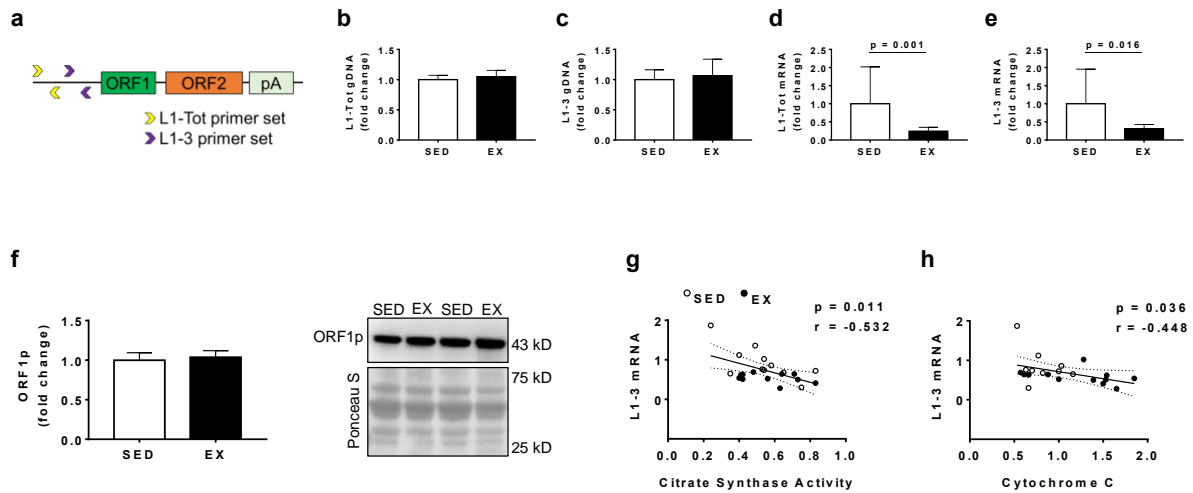 a
ORF1 ORF2 pA
L1-Tot primer set
L1-3 primer set
b
L1-Tot gDNA
(fold change)
1.5
1.0
0.5
0.0
SED EX
c
L1-3 gDNA
(fold change)
1.5
1.0
0.5
0.0
SED EX
d
L1-Tot mRNA
(fold change)
p = 0.001
2.5
2.0
1.5
1.0
0.5
0.0
SED EX
e
L1-3 mRNA
(fold change)
p = 0.016
2.5
2.0
1.5
1.0
0.5
0.0
SED EX
f
ORF1p
(fold change)
1.5
1.0
0.5
0.0
SED EX
SED EX SED EX
ORF1p
43 kD
75 kD
Ponceau S
25 kD
g
SED EX
p = 0.011
r = -0.532
L1-3 mRNA
2
1
0
0.0 0.2 0.4 0.6 0.8 1.0
Citrate Synthase Activity
h
p = 0.036
r = -0.448
L1-3 mRNA
2
1
0
0.0 0.5 1.0 1.5 2.0
Cytochrome C